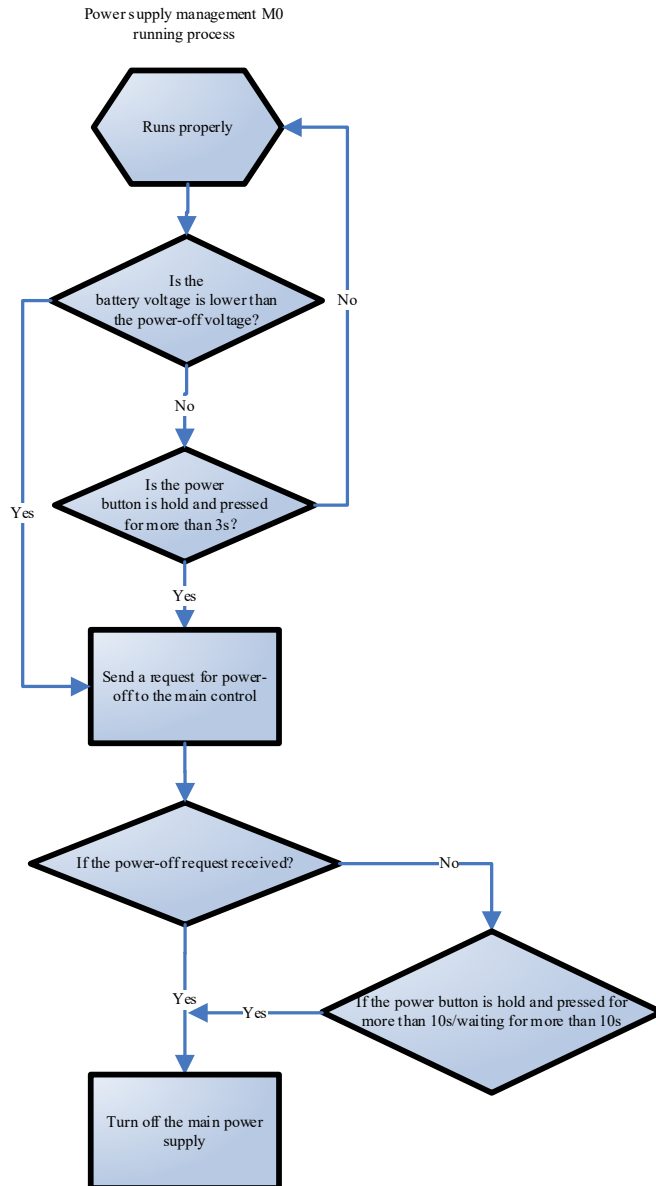 Power supply management M0
running process
Runs properly
Is the
battery voltage is lower than
the power-off voltage?
No
No
Is the power
button is hold and pressed
for more than 3s?
Yes
Yes
Send a request for power-
off to the main control
If the power-off request received?
No
If the power button is hold and pressed for
more than 10s/waiting for more than 10s
Yes
Yes
Turn off the main power
supply